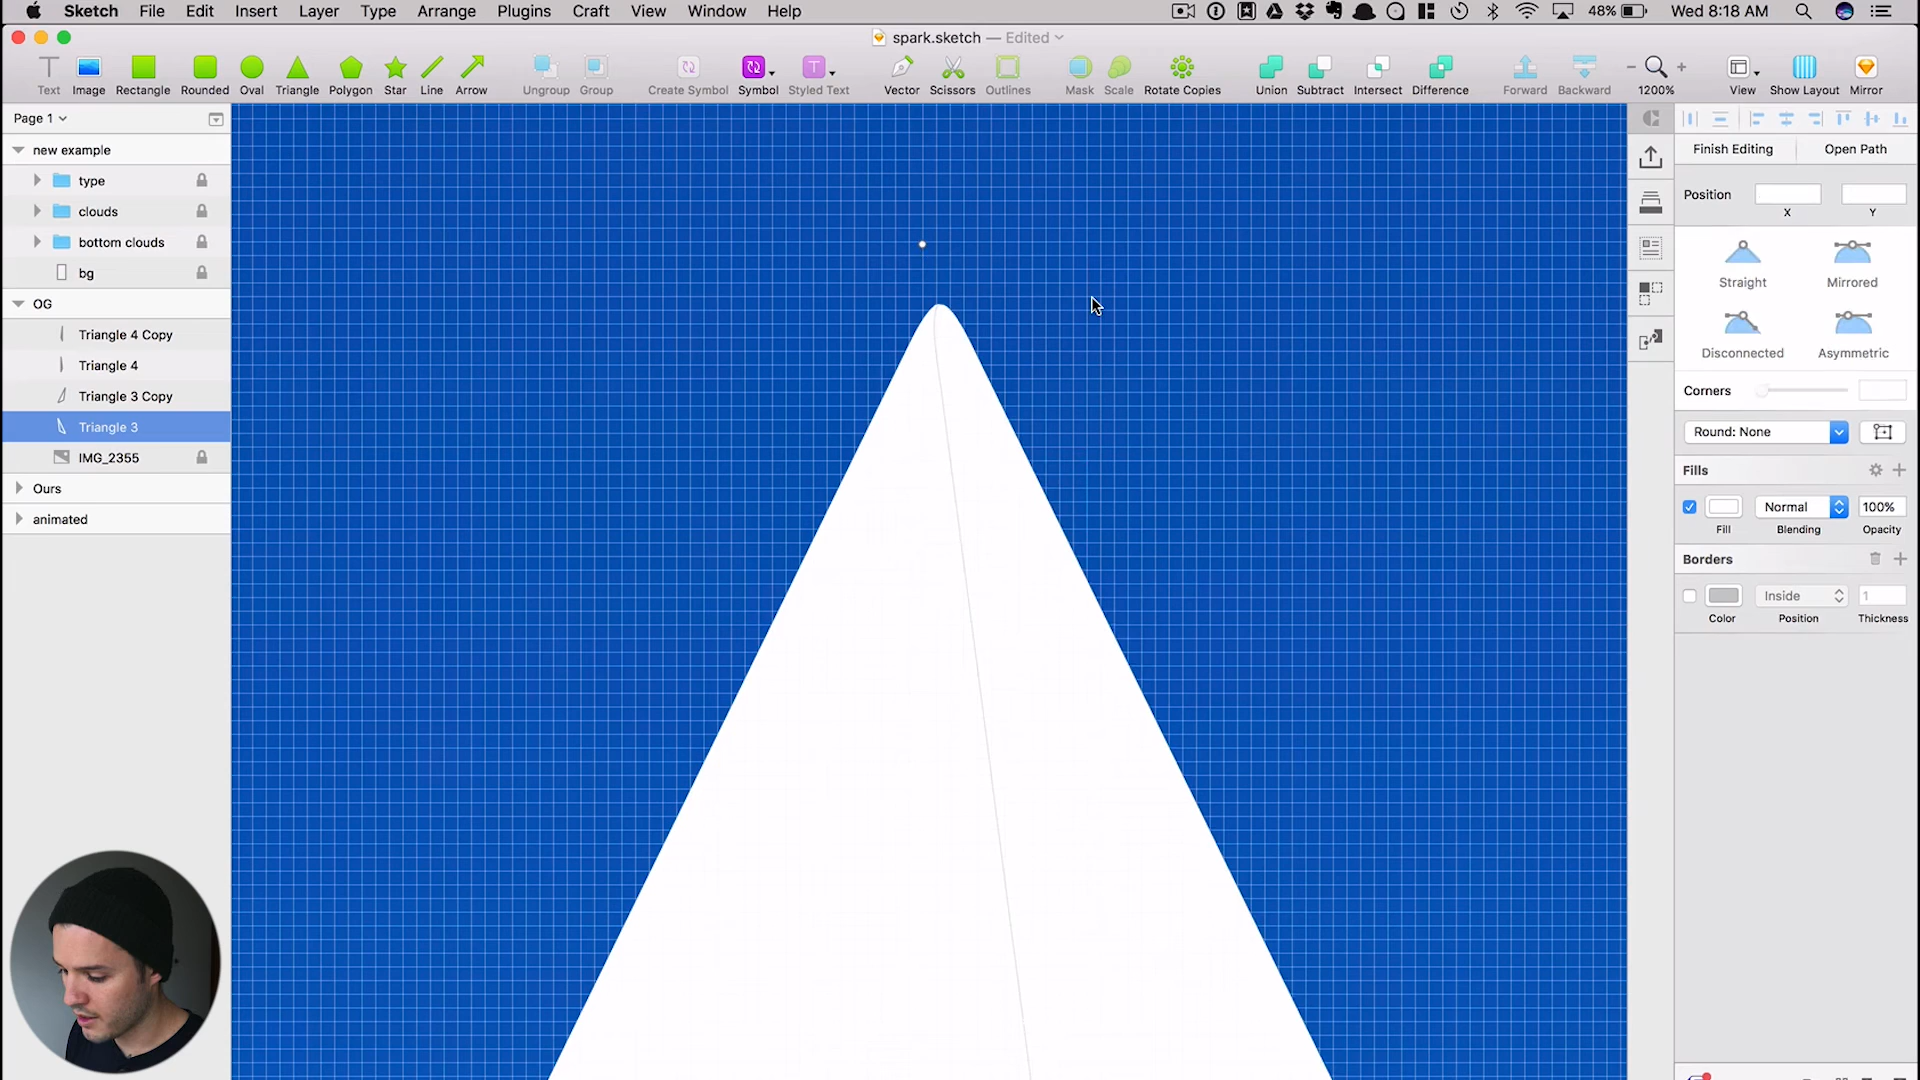 Sketch File Edit Insert Layer Type Arrange Plugins Craft View Window Help 48% Wed 8:18 AM
spark.sketch — Edited
Text Image Rectangle Rounded Oval Triangle Polygon Star Line Arrow Ungroup Group Create Symbol Symbol Styled Text Vector Scissors Outlines Mask Scale Rotate Copies Union Subtract Intersect Difference Forward Backward 1200% View Show Layout Mirror
Page 1
new example
type
clouds
bottom clouds
bg
OG
Triangle 4 Copy
Triangle 4
Triangle 3 Copy
Triangle 3
IMG_2355
Ours
animated
Finish Editing Open Path
Position
X Y
Straight Mirrored
Disconnected Asymmetric
Corners
Round: None
Fills
Normal 100%
Fill Blending Opacity
Borders
Inside 1
Color Position Thickness